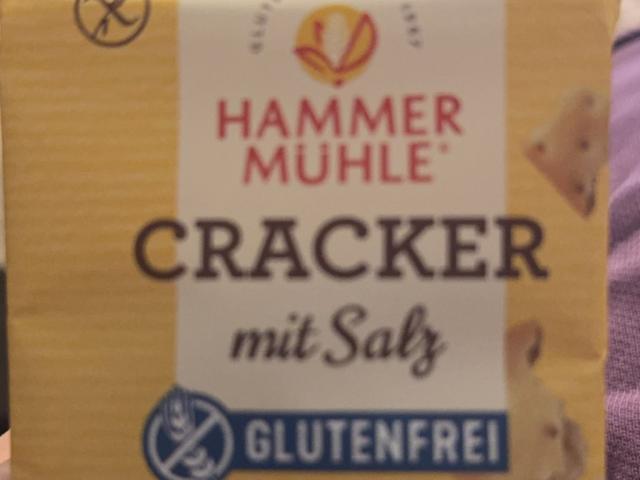 HAMMER
MÜHLE
CRACKER
mit Salz
GLUTENFREI